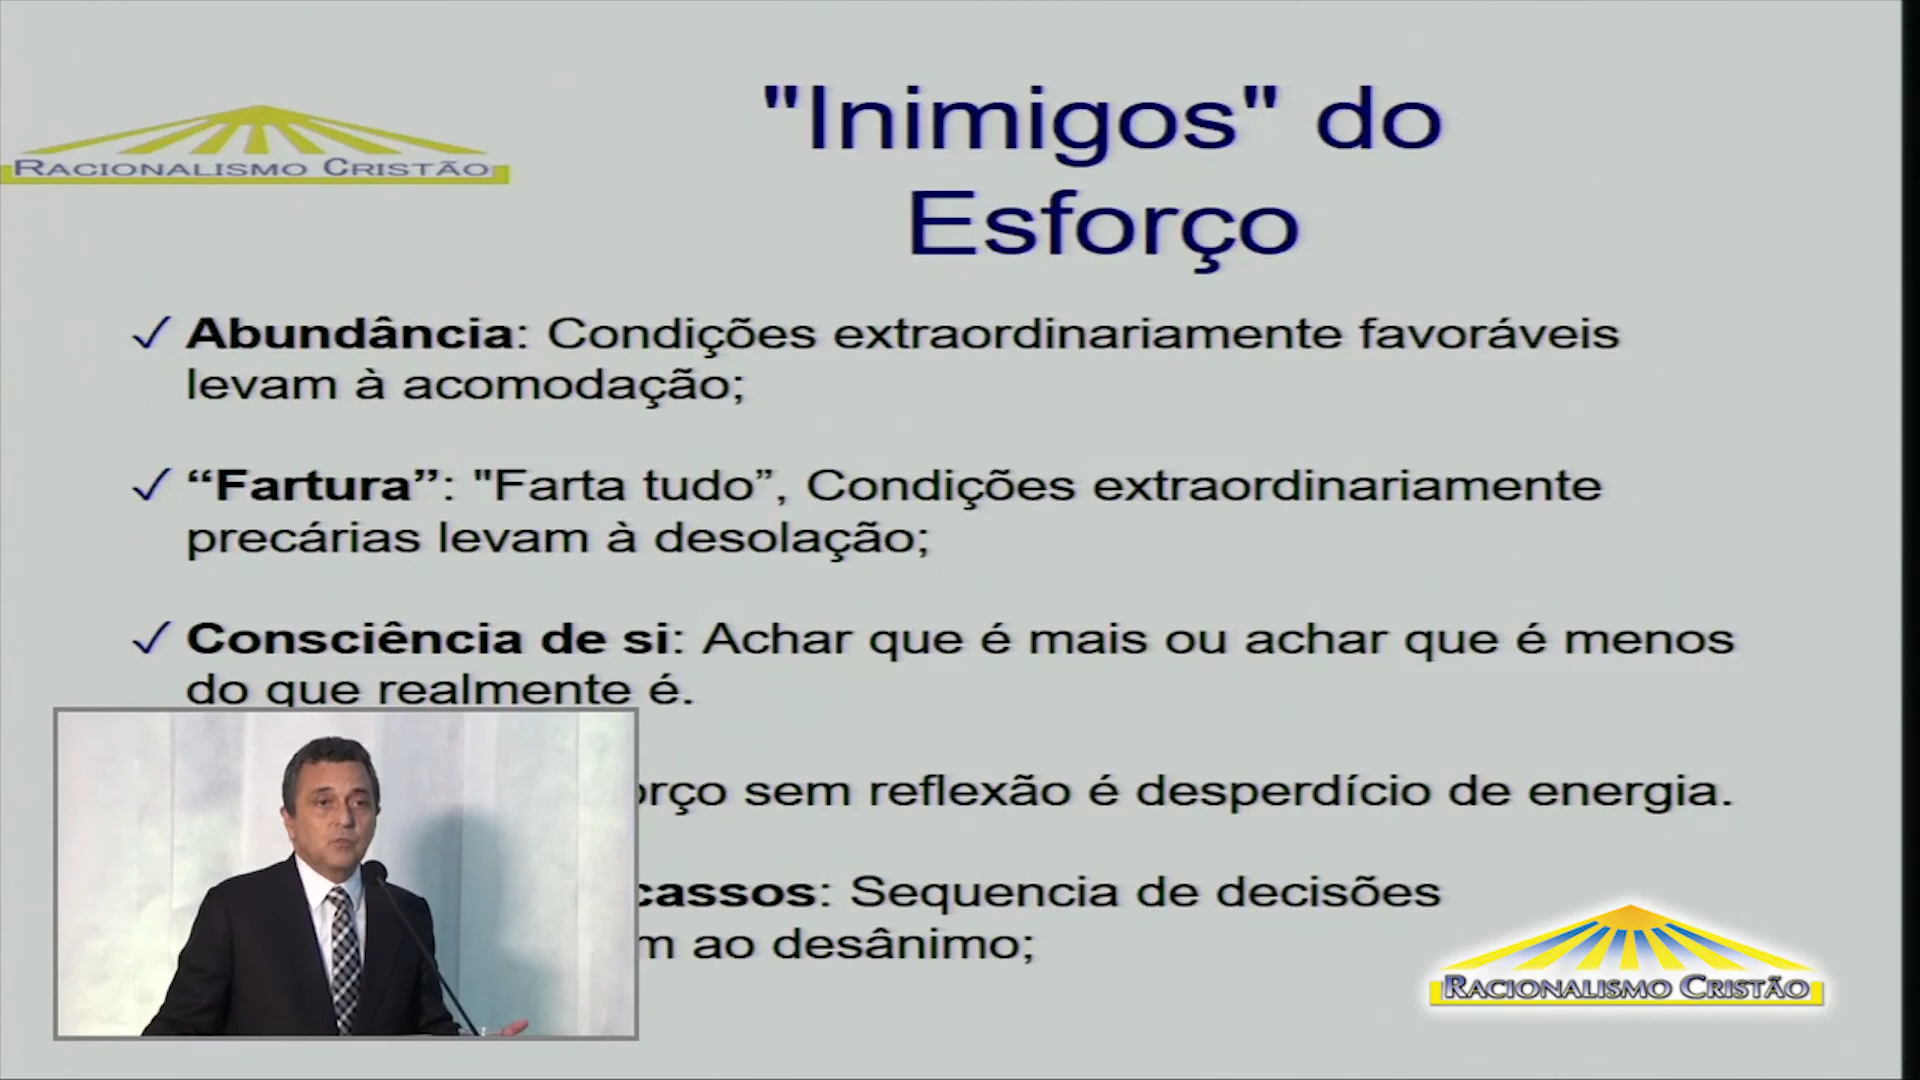 RACIONALISMO CRISTÃO
"Inimigos" do
Esforço
✓ Abundância: Condições extraordinariamente favoráveis
levam à acomodação;
✓ “Fartura”: "Farta tudo”, Condições extraordinariamente
precárias levam à desolação;
✓ Consciência de si: Achar que é mais ou achar que é menos
do que realmente é.
sem reflexão é desperdício de energia.
: Sequencia de decisões
ao desânimo;
RACIONALISMO CRISTÃO